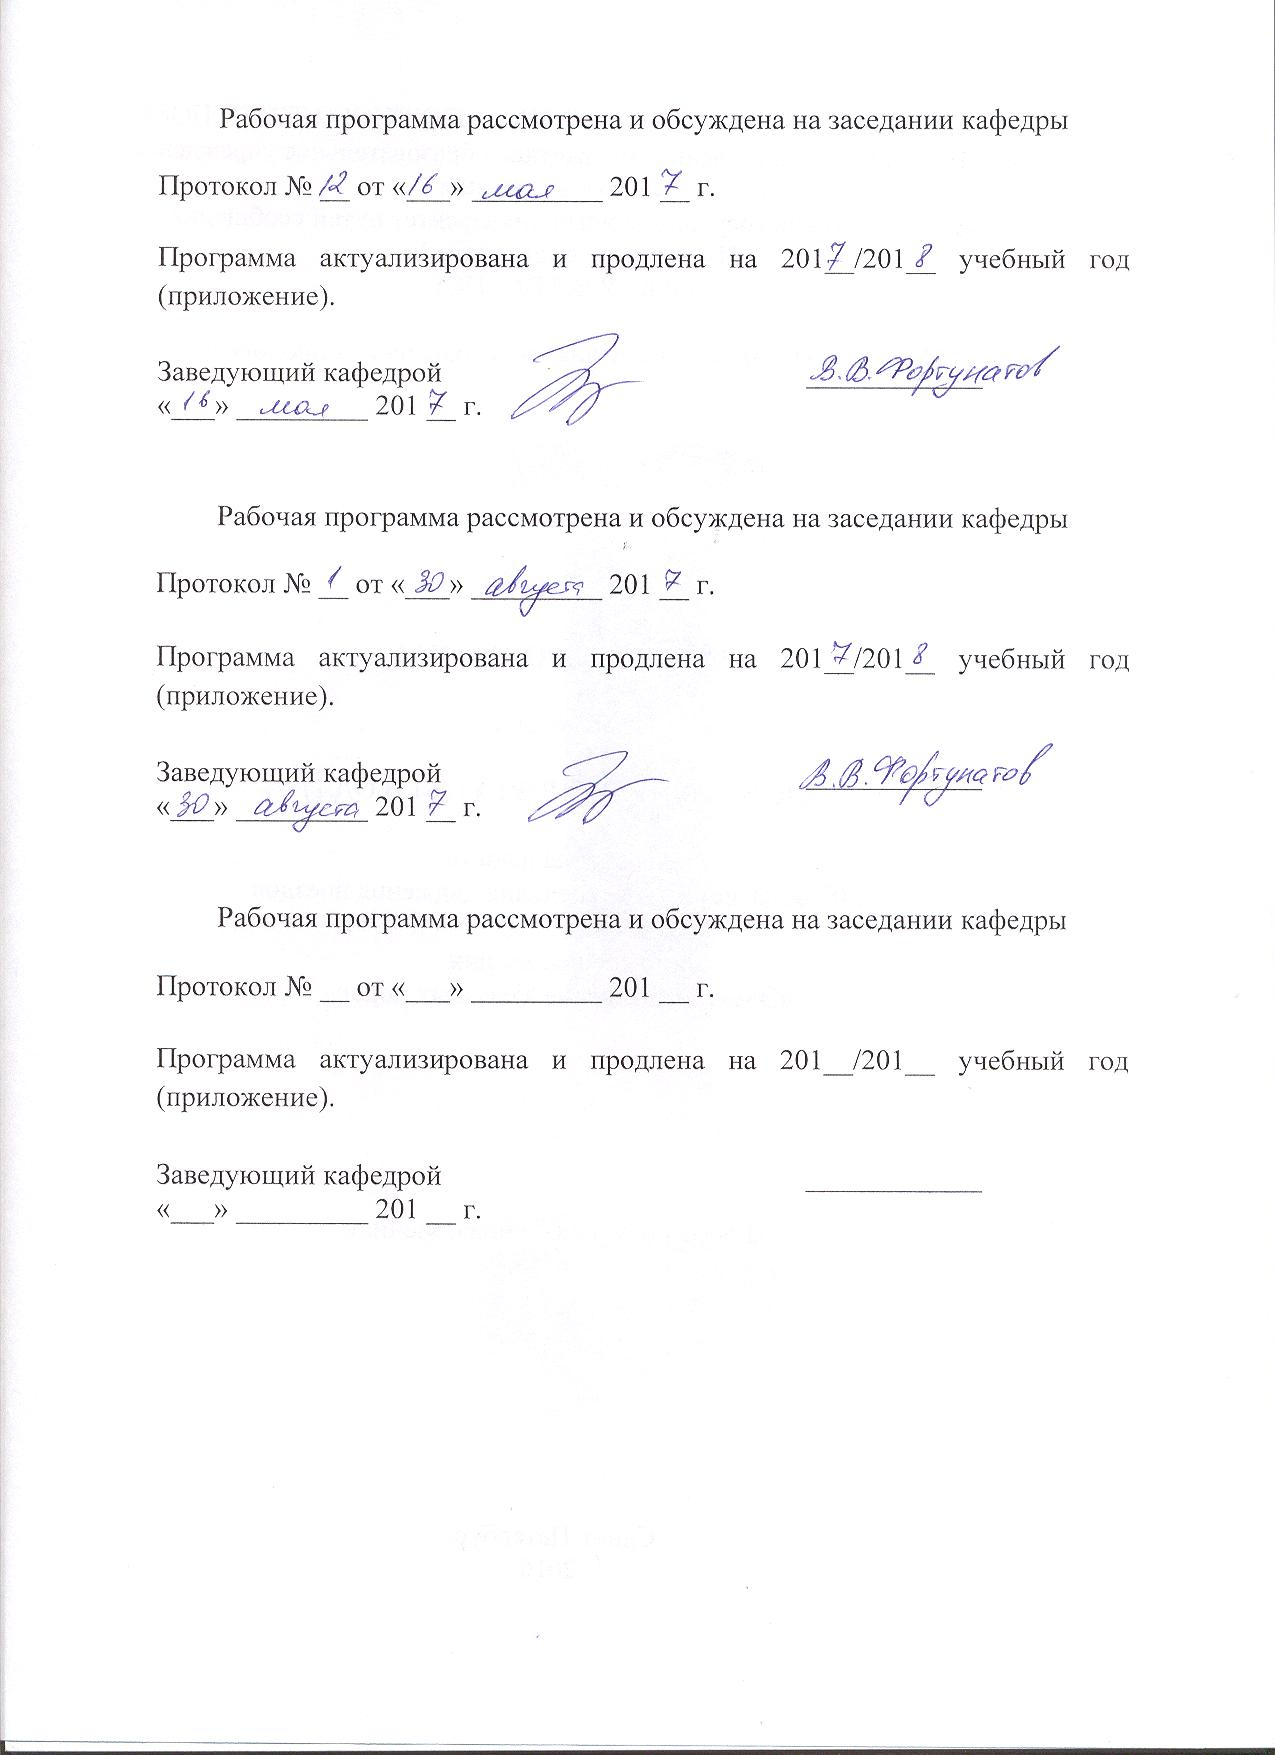 Рабочая программа рассмотрена и обсуждена на заседании кафедры
Протокол № 12 от «16» мая 2017 г.
Программа актуализирована и продлена на 2017/2018 учебный год
(приложение).
Заведующий кафедрой В.В. Фортунатов
«16» мая 2017 г.
Рабочая программа рассмотрена и обсуждена на заседании кафедры
Протокол № 1 от «30» августа 2017 г.
Программа актуализирована и продлена на 2017/2018 учебный год
(приложение).
Заведующий кафедрой В.В. Фортунатов
«30» августа 2017 г.
Рабочая программа рассмотрена и обсуждена на заседании кафедры
Протокол № __ от «___» _________ 201 __ г.
Программа актуализирована и продлена на 201__/201__ учебный год
(приложение).
Заведующий кафедрой ____________
«___» _________ 201 __ г.